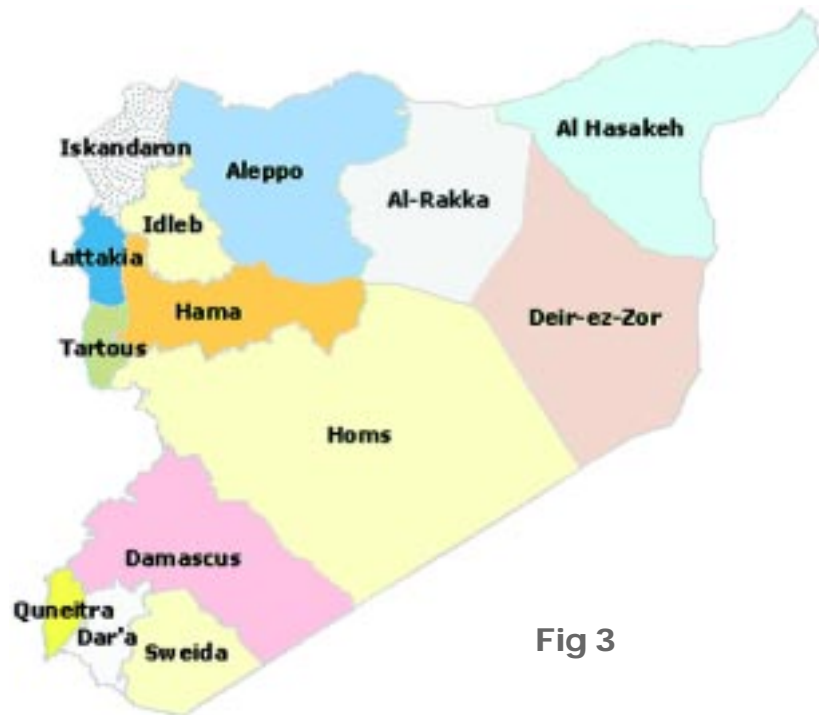 Al Hasakeh
Iskandaron
Aleppo
Al-Rakka
Idleb
Lattakia
Hama
Deir-ez-Zor
Tartous
Homs
Damascus
Quneitra
Dar'a
Sweida
Fig 3